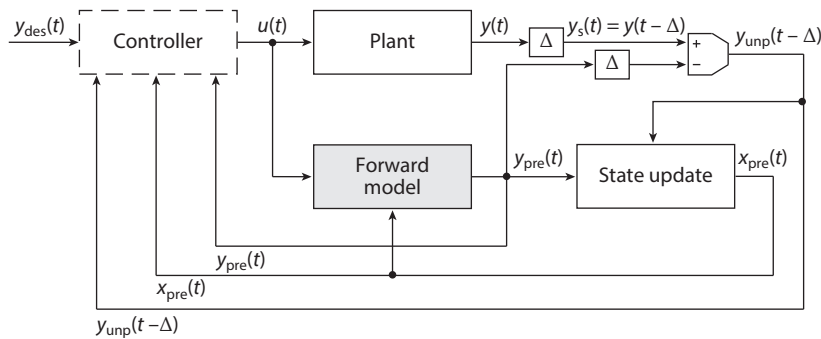 y_des(t)
Controller
u(t)
Plant
y(t)
Δ
y_s(t) = y(t – Δ)
+
–
y_unp(t – Δ)
Δ
Forward
model
y_pre(t)
State update
x_pre(t)
y_pre(t)
x_pre(t)
y_unp(t –Δ)